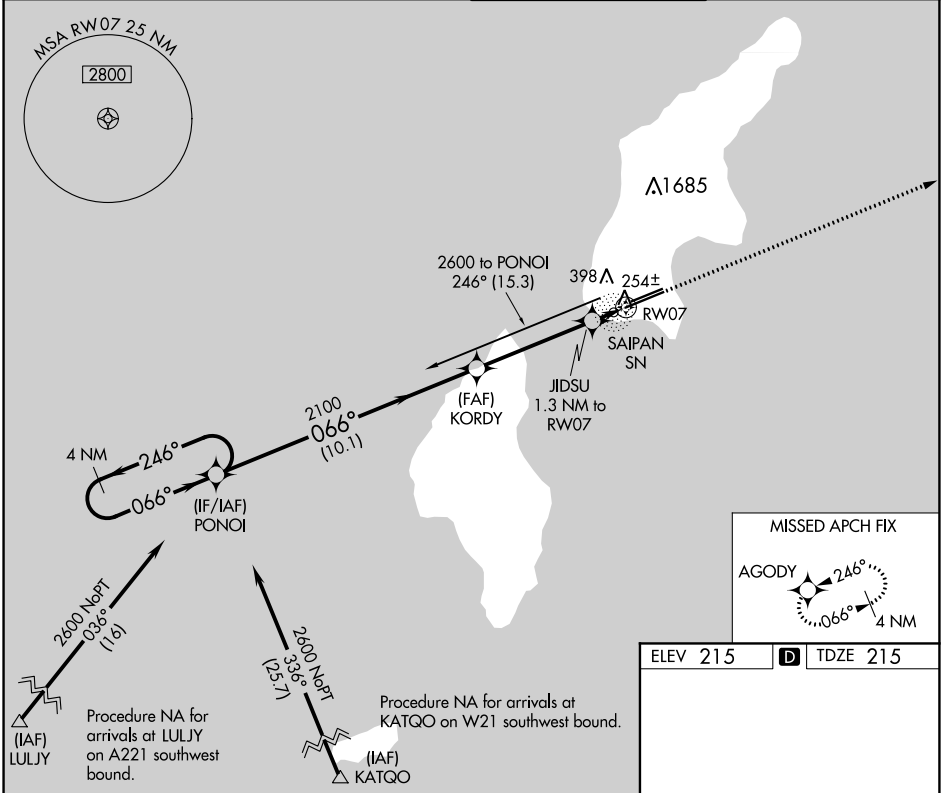 MSA RW07 25 NM
2800
1685
2600 to PONOI
246° (15.3)
398
254±
RW07
SAIPAN
SN
JIDSU
1.3 NM to
RW07
(FAF)
KORDY
2100
066°
(10.1)
4 NM
246°
066°
(IF/IAF)
PONOI
MISSED APCH FIX
AGODY
246°
066°
4 NM
2600 NoPT
036°
(16)
2600 NoPT
336°
(25.7)
ELEV 215
D
TDZE 215
(IAF)
LULJY
Procedure NA for
arrivals at LULJY
on A221 southwest
bound.
Procedure NA for arrivals at
KATQO on W21 southwest bound.
(IAF)
KATQO